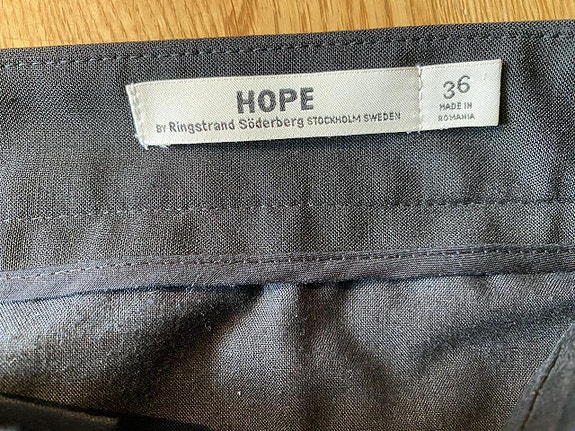 HOPE
BY Ringstrand Söderberg STOCKHOLM SWEDEN
36
MADE IN
ROMANIA